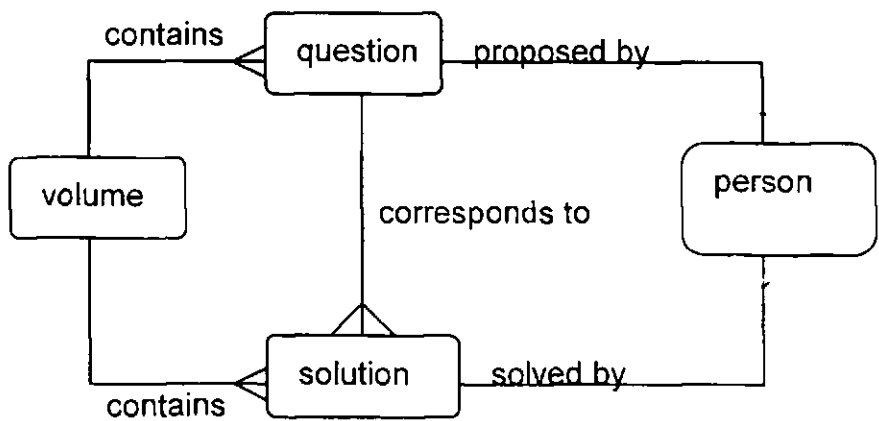 contains
question
proposed by
volume
person
corresponds to
solution
solved by
contains